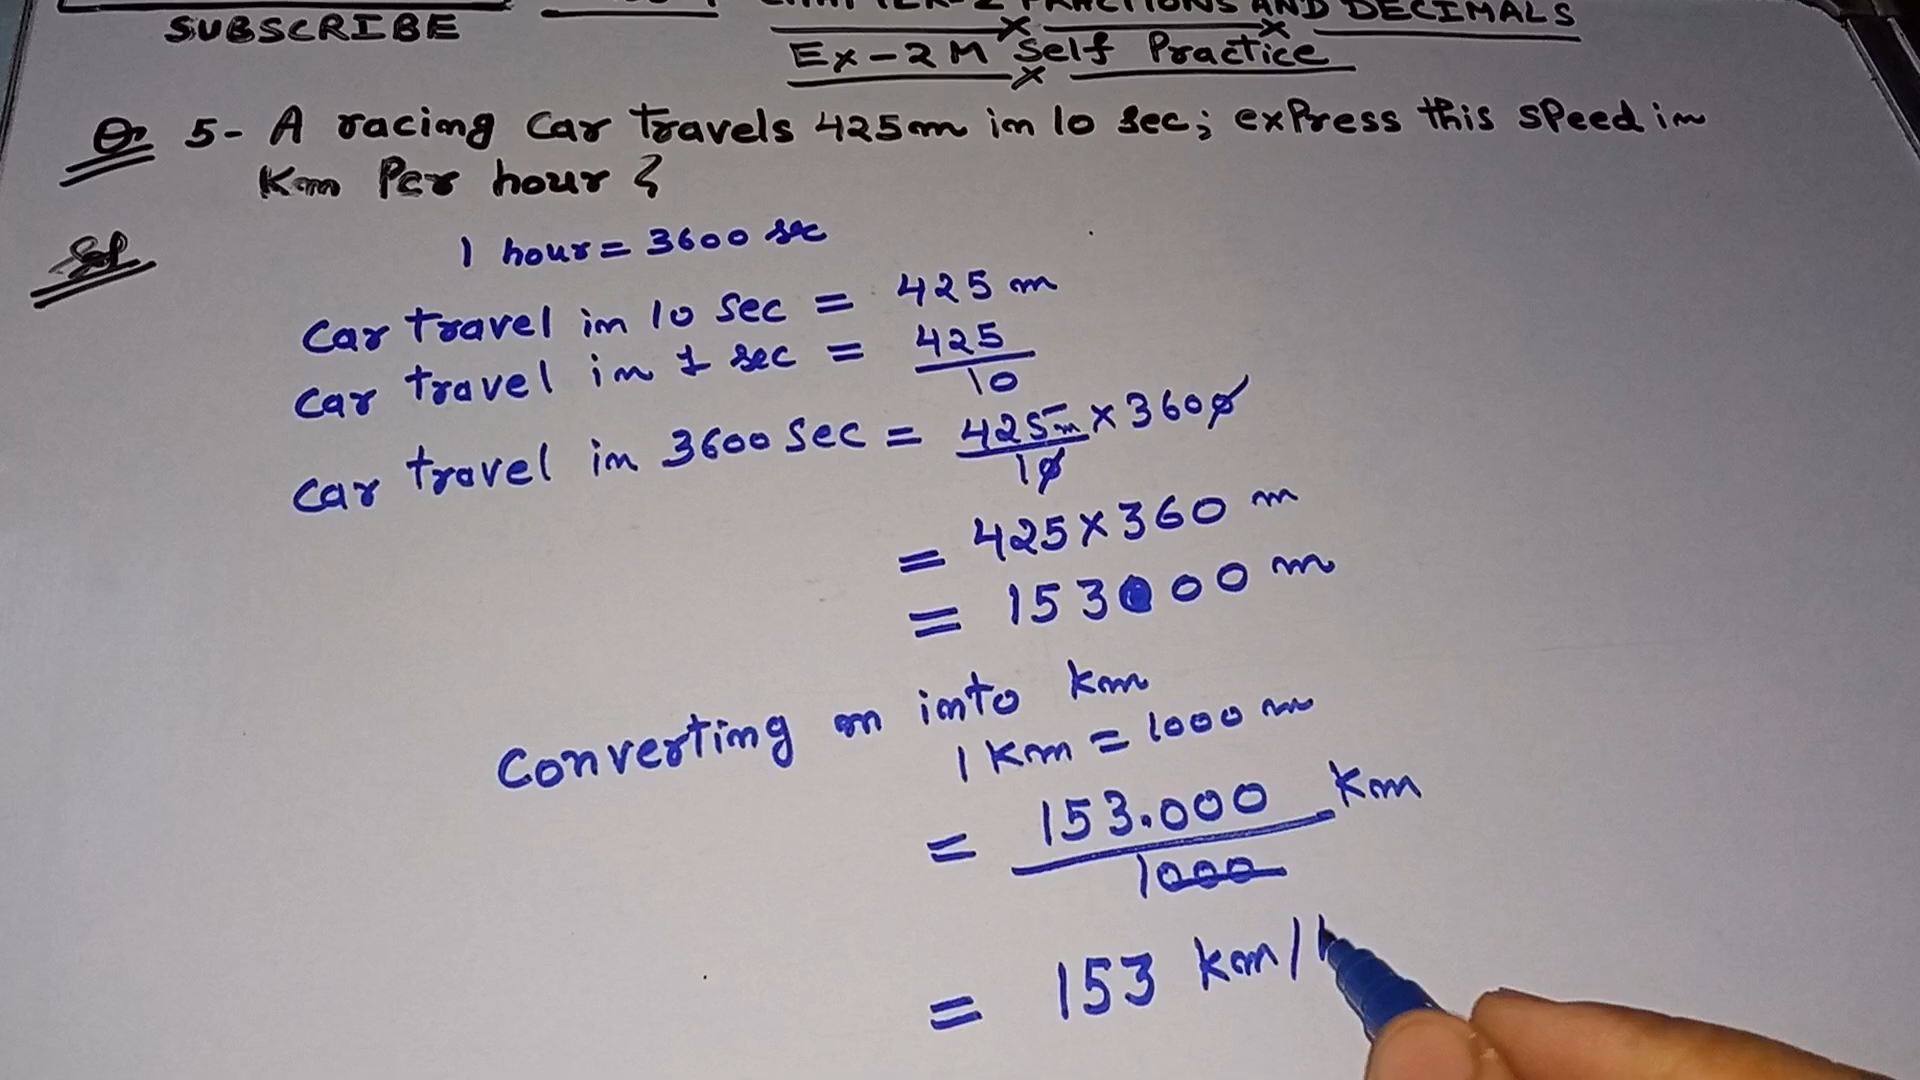 SUBSCRIBE
CHAPTER-2 FRACTIONS AND DECIMALS
Ex-2M Self Practice
Q. 5- A racing car travels 425m in 10 sec; express this speed in
Km Per hour ?
Sol
1 hour = 3600 sec
car travel in 10 sec = 425 m
car travel in 1 sec = 425/10
car travel in 3600 sec = 425m × 3600/10
= 425 × 360 m
= 153000 m
Converting m into km
1 Km = 1000 m
= 153.000/1000 Km
= 153 km/h